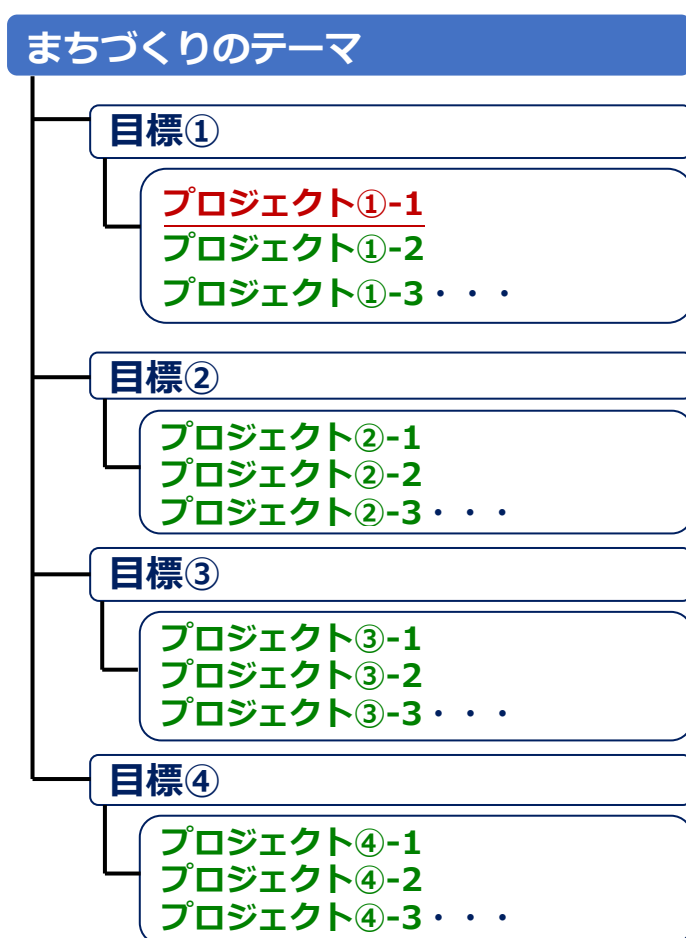 まちづくりのテーマ
目標①
プロジェクト①-1
プロジェクト①-2
プロジェクト①-3・・・
目標②
プロジェクト②-1
プロジェクト②-2
プロジェクト②-3・・・
目標③
プロジェクト③-1
プロジェクト③-2
プロジェクト③-3・・・
目標④
プロジェクト④-1
プロジェクト④-2
プロジェクト④-3・・・